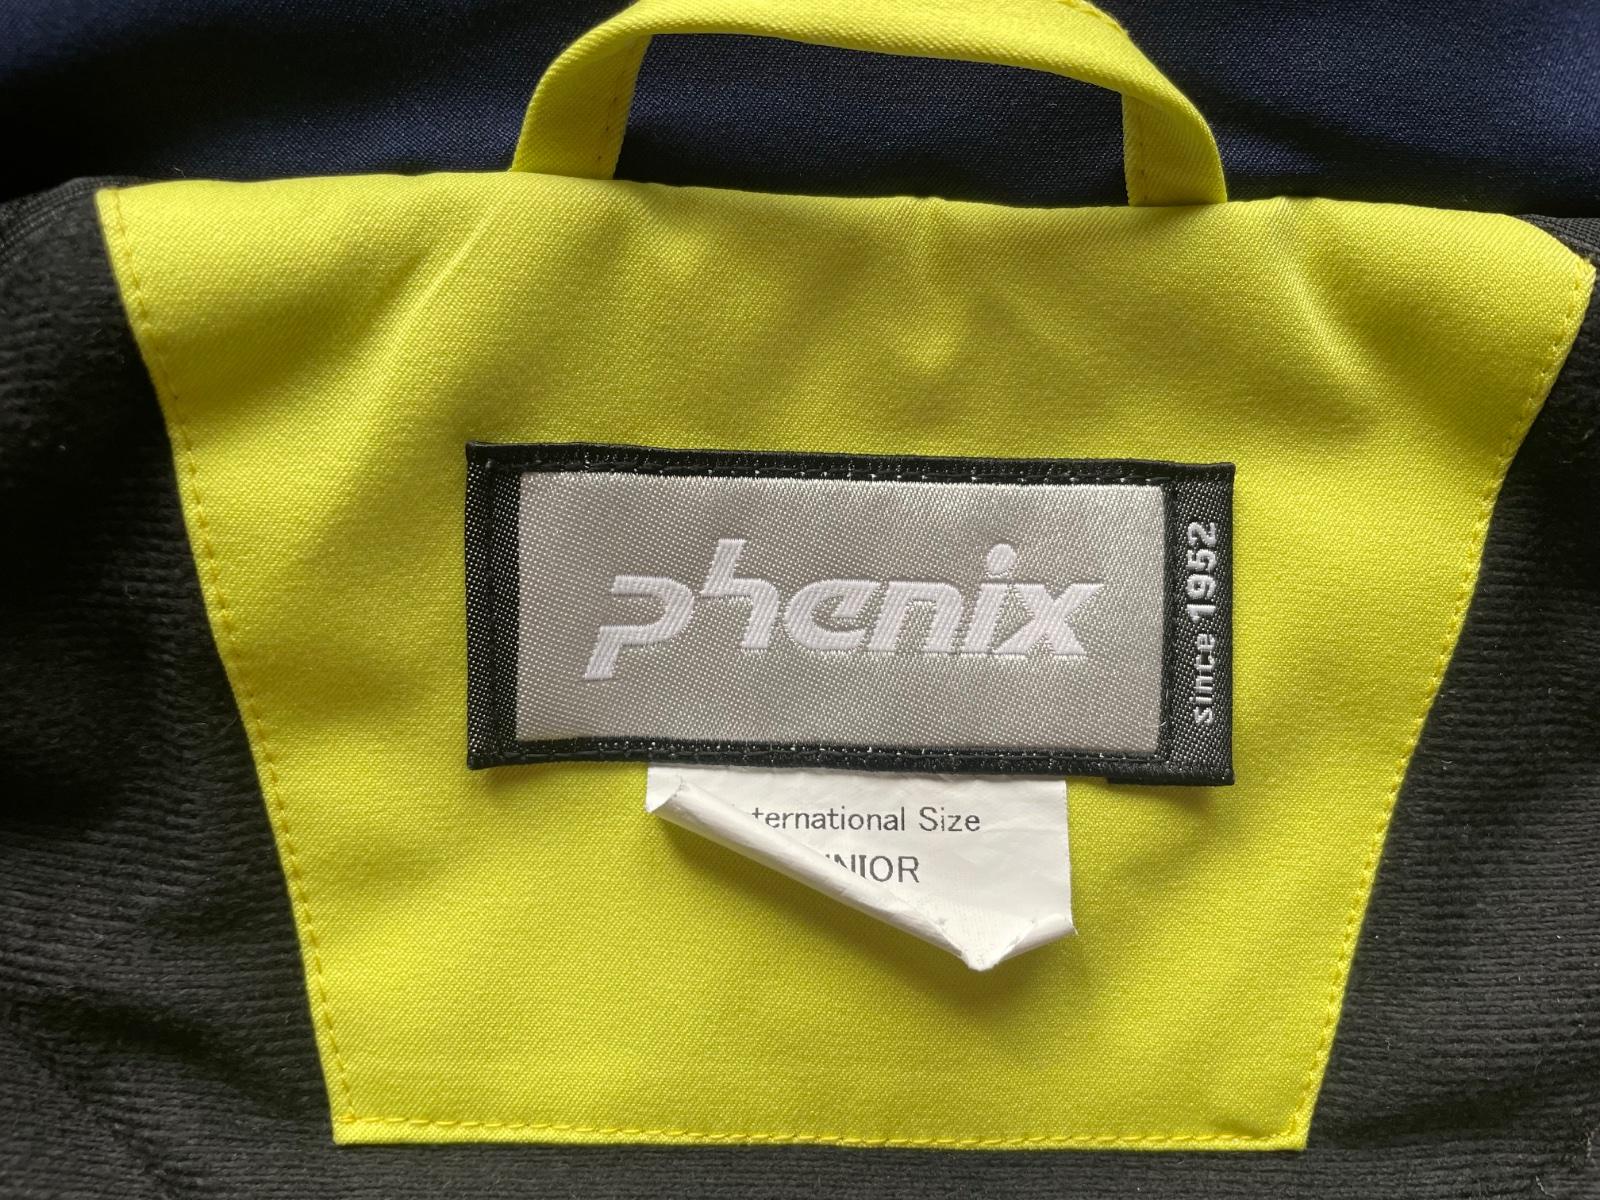 phenix
since 1952
ternational Size
NIOR